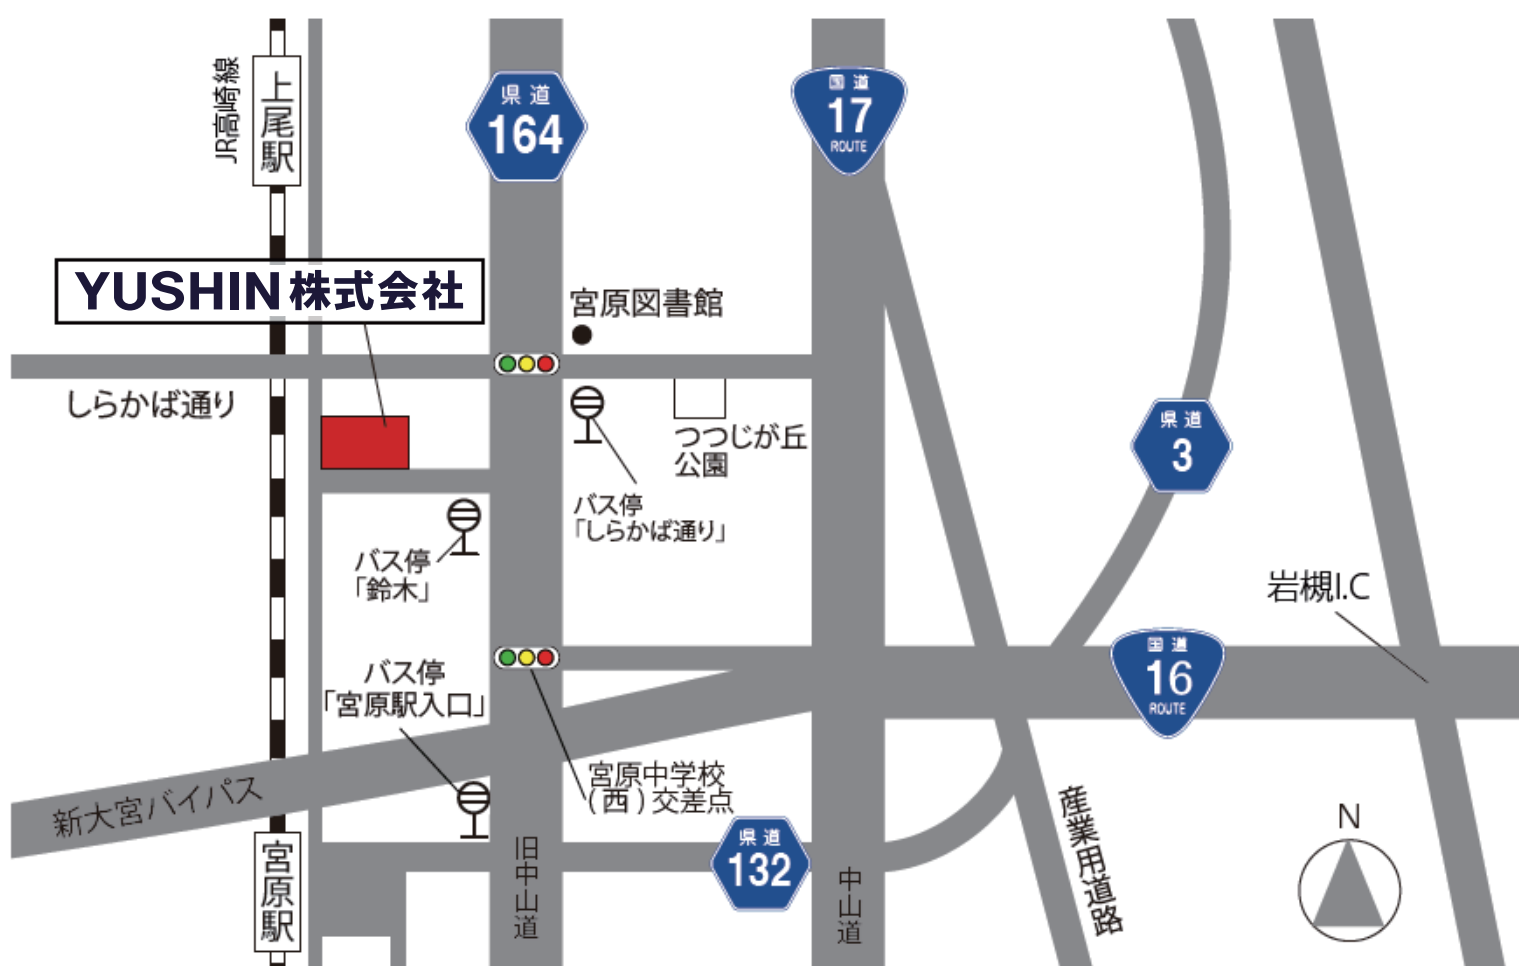 JR高崎線
上尾駅
県道
164
国道
17
ROUTE
YUSHIN株式会社
宮原図書館
しらかば通り
つつじが丘
公園
県道
3
バス停
「しらかば通り」
バス停
「鈴木」
岩槻I.C
バス停
「宮原駅入口」
国道
16
ROUTE
宮原中学校
(西)交差点
新大宮バイパス
産業用道路
N
宮原駅
旧中山道
県道
132
中山道